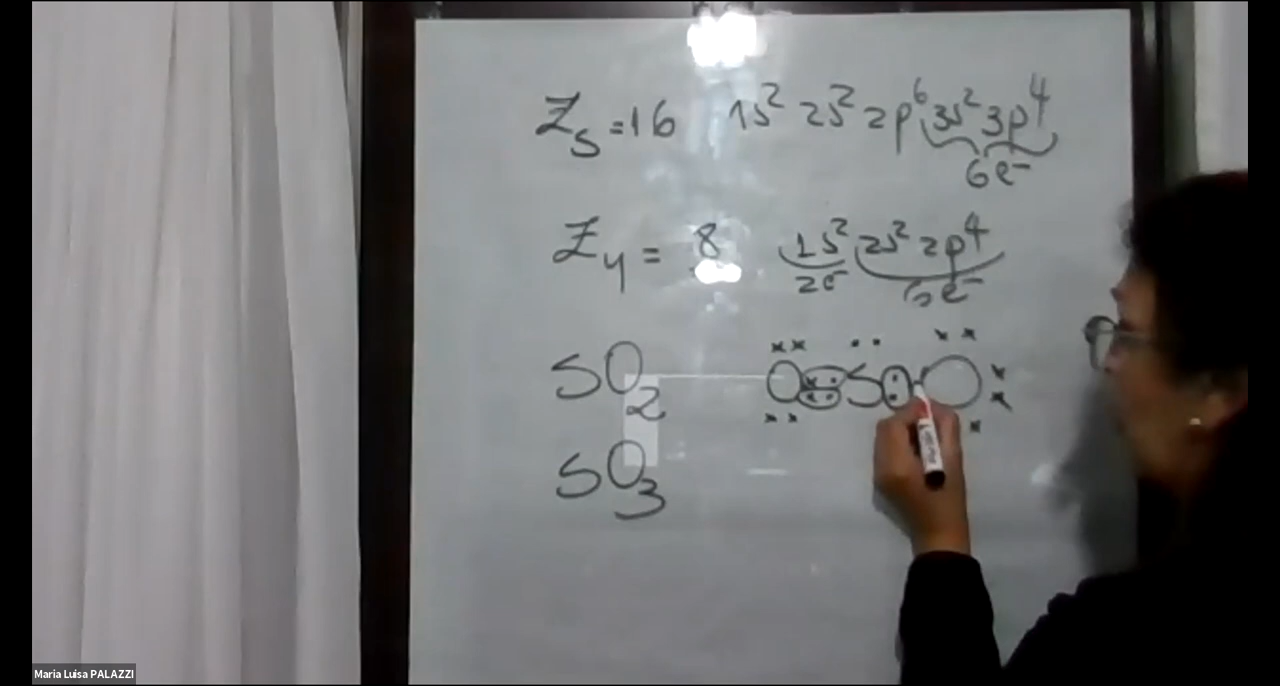 Z_S = 16 1s² 2s² 2p⁶ 3s² 3p⁴
6e⁻
Z_y = 8 1s² 2s² 2p⁴
2e⁻ 6e⁻
SO₂ O S O
SO₃
Maria Luisa PALAZZI